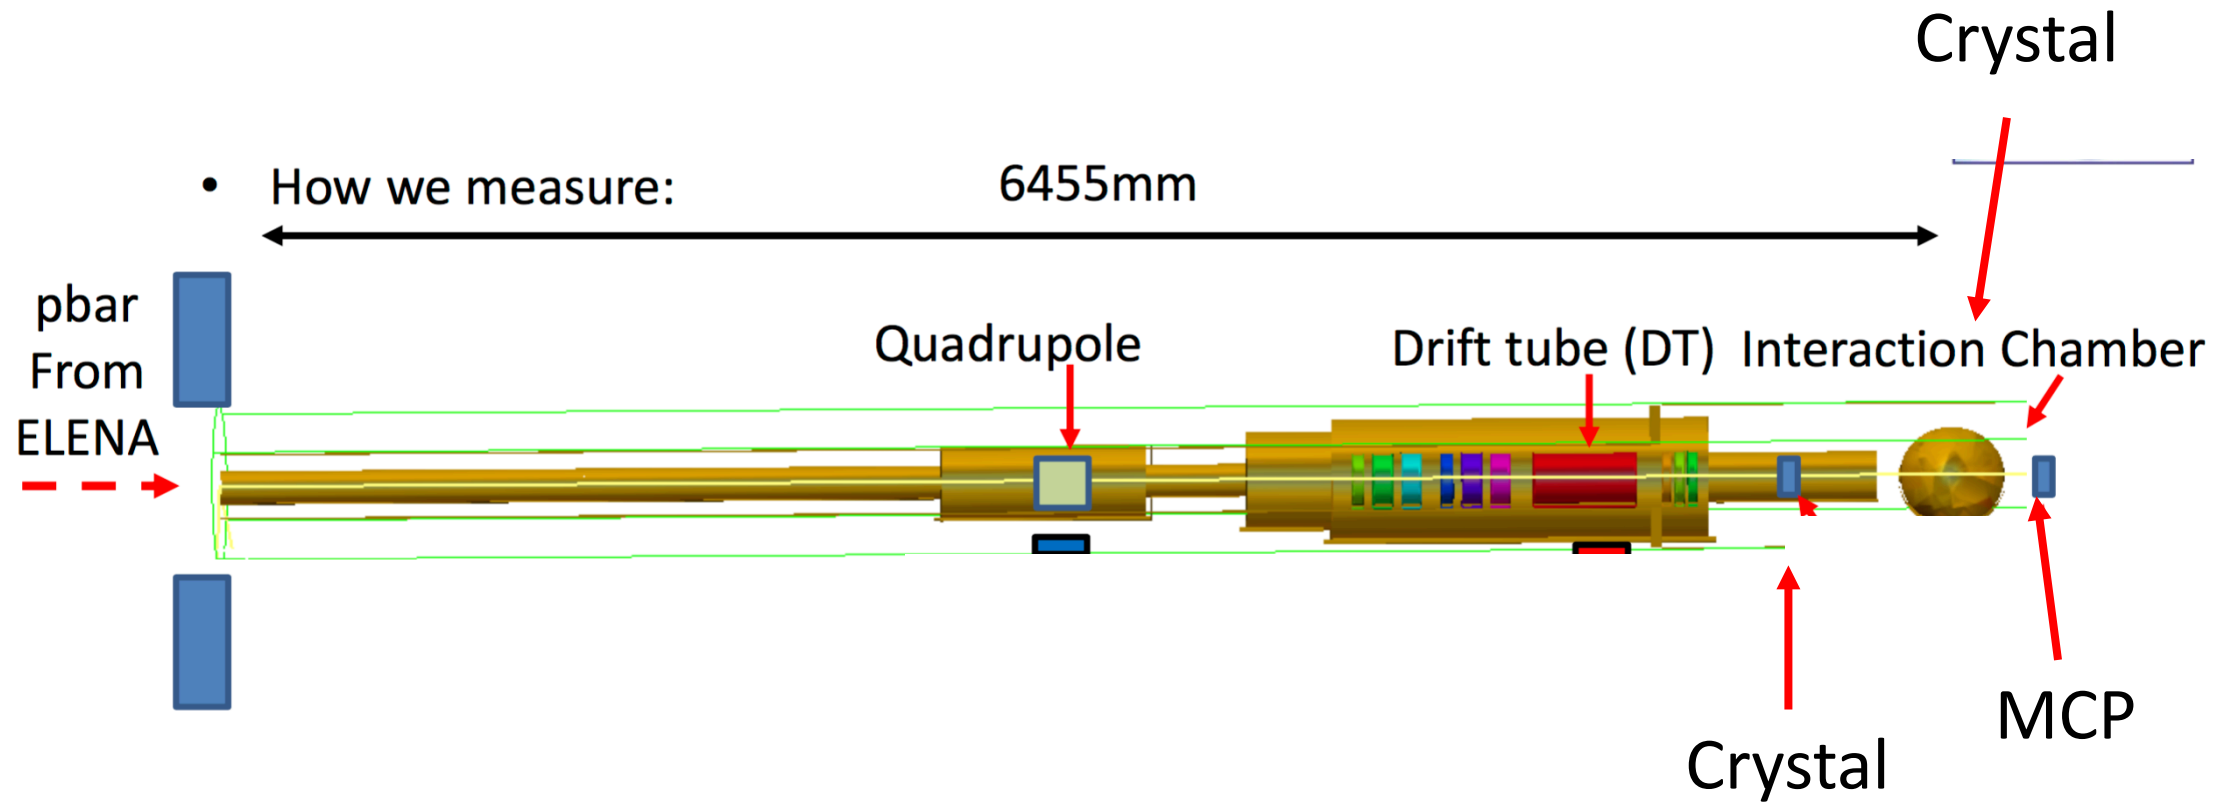 Crystal
• How we measure:
6455mm
pbar
From
ELENA
Quadrupole
Drift tube (DT)
Interaction Chamber
MCP
Crystal